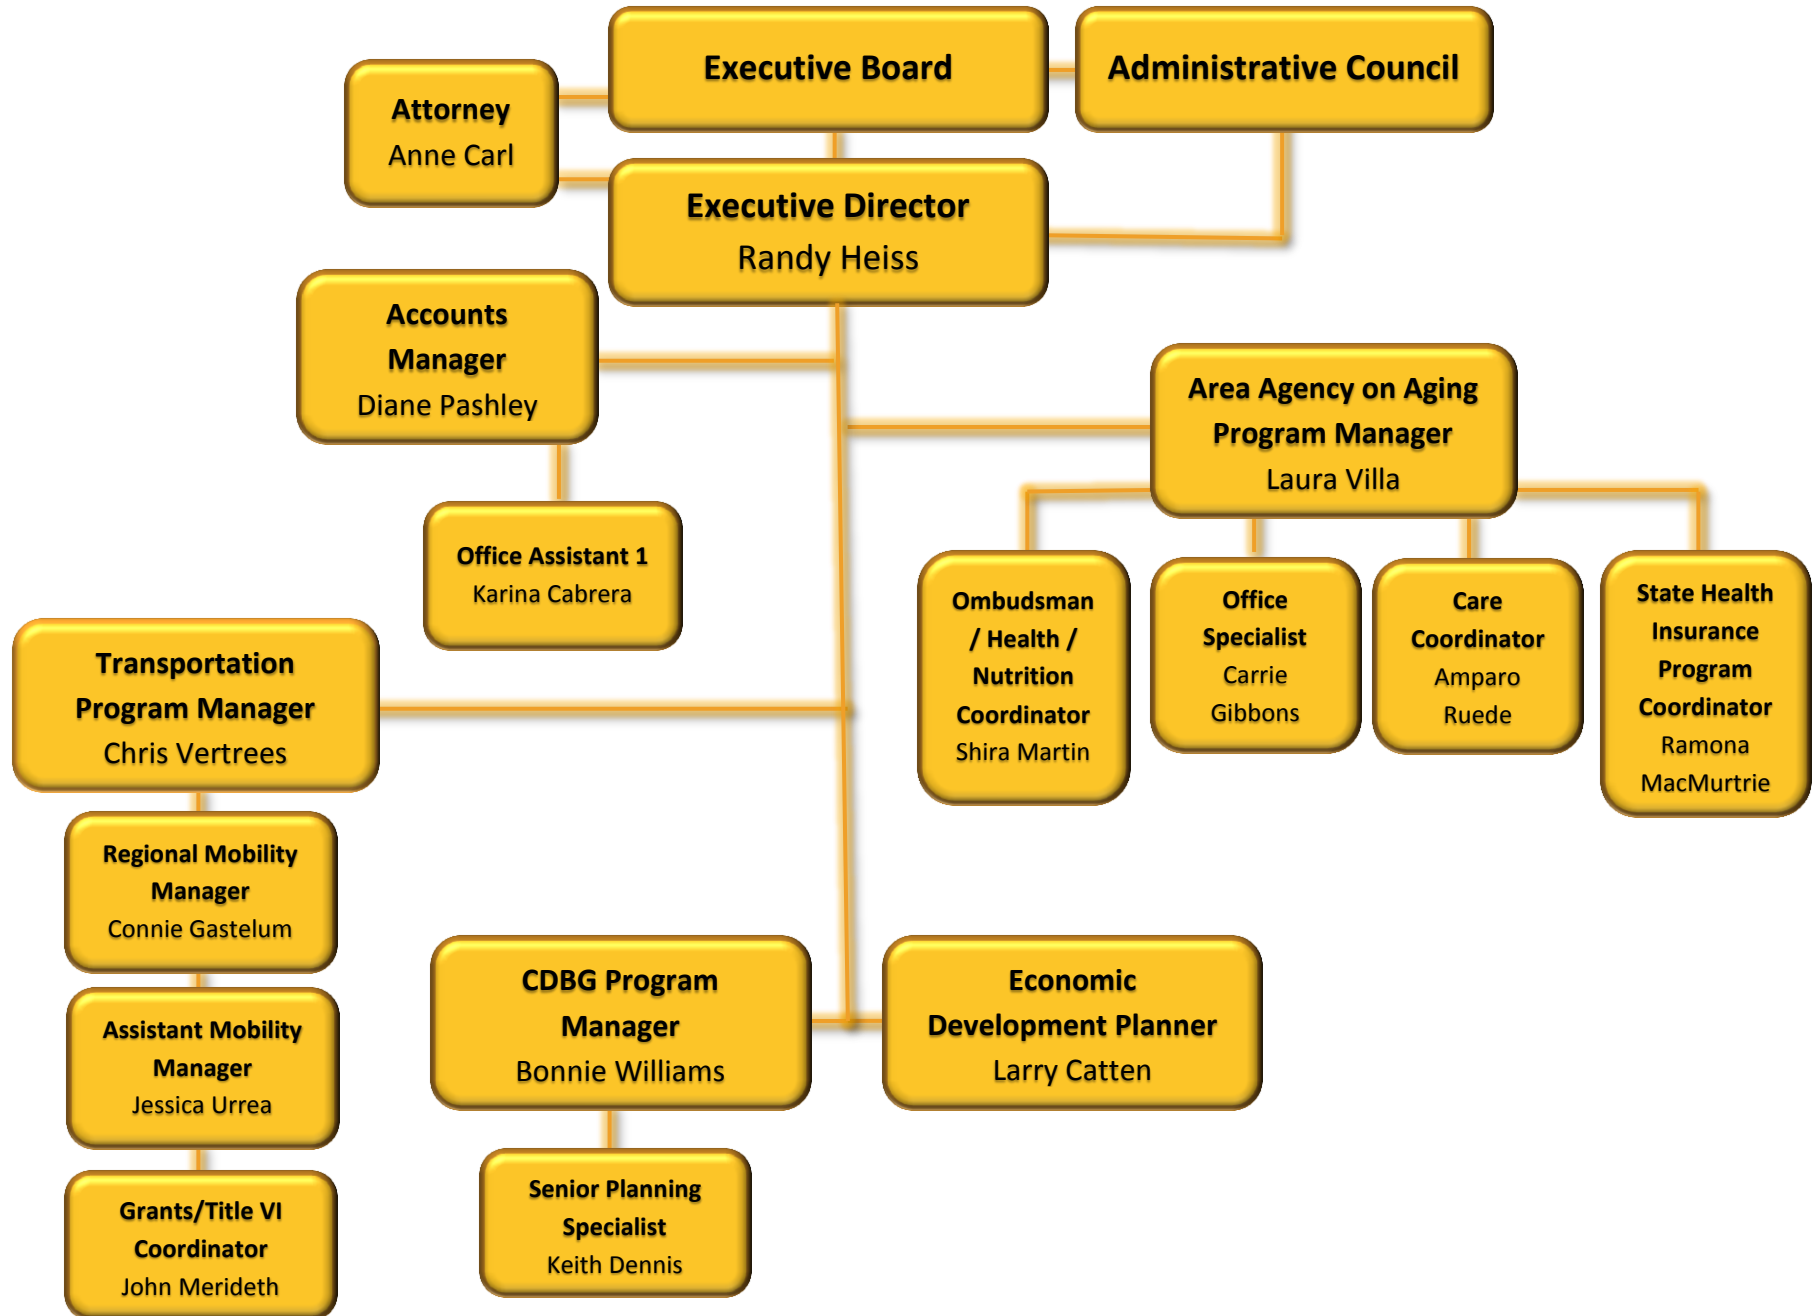 Executive Board
Administrative Council
Attorney
Anne Carl
Executive Director
Randy Heiss
Accounts
Manager
Diane Pashley
Area Agency on Aging
Program Manager
Laura Villa
Office Assistant 1
Karina Cabrera
Ombudsman
/ Health /
Nutrition
Coordinator
Shira Martin
Office
Specialist
Carrie
Gibbons
Care
Coordinator
Amparo
Ruede
State Health
Insurance
Program
Coordinator
Ramona
MacMurtrie
Transportation
Program Manager
Chris Vertrees
Regional Mobility
Manager
Connie Gastelum
Assistant Mobility
Manager
Jessica Urrea
Grants/Title VI
Coordinator
John Merideth
CDBG Program
Manager
Bonnie Williams
Economic
Development Planner
Larry Catten
Senior Planning
Specialist
Keith Dennis